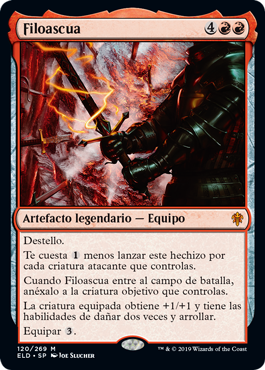 Filoascua 4
Artefacto legendario — Equipo
Destello.
Te cuesta 1 menos lanzar este hechizo por
cada criatura atacante que controlas.
Cuando Filoascua entre al campo de batalla,
anéxalo a la criatura objetivo que controlas.
La criatura equipada obtiene +1/+1 y tiene las
habilidades de dañar dos veces y arrollar.
Equipar 3.
120/269 M
ELD • SP JOE SLUCHER
™ & © 2019 Wizards of the Coast